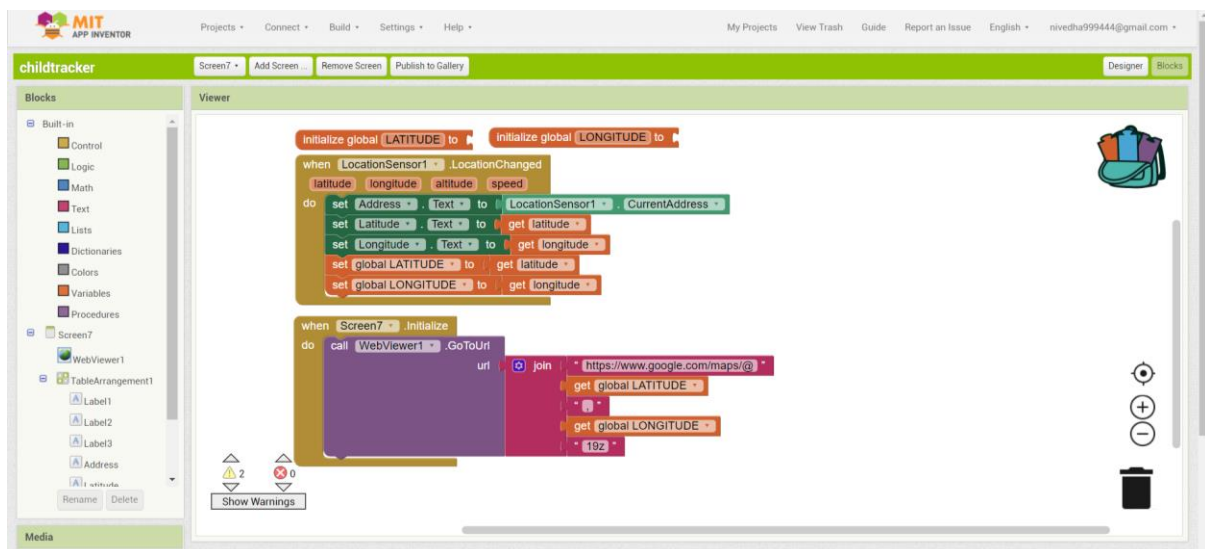 MIT
APP INVENTOR
Projects Connect Build Settings Help My Projects View Trash Guide Report an Issue English nivedha999444@gmail.com
childtracker Screen7 Add Screen ... Remove Screen Publish to Gallery Designer Blocks
Blocks Viewer
Built-in
Control
Logic
Math
Text
Lists
Dictionaries
Colors
Variables
Procedures
Screen7
WebViewer1
TableArrangement1
Label1
Label2
Label3
Address
Latitude
Rename Delete
Media
initialize global LATITUDE to initialize global LONGITUDE to
when LocationSensor1 .LocationChanged
latitude longitude altitude speed
do set Address . Text to LocationSensor1 . CurrentAddress
set Latitude . Text to get latitude
set Longitude . Text to get longitude
set global LATITUDE to get latitude
set global LONGITUDE to get longitude
when Screen7 .Initialize
do call WebViewer1 .GoToUrl
url join " https://www.google.com/maps/@ "
get global LATITUDE
" , "
get global LONGITUDE
" 19z "
2 0
Show Warnings